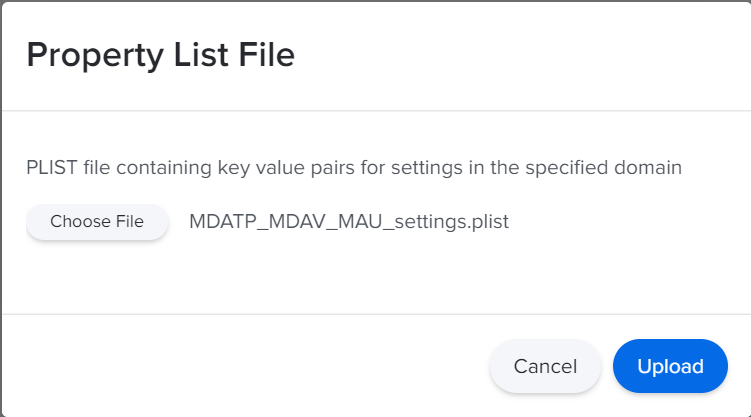 Property List File
PLIST file containing key value pairs for settings in the specified domain
Choose File MDATP_MDAV_MAU_settings.plist
Cancel Upload